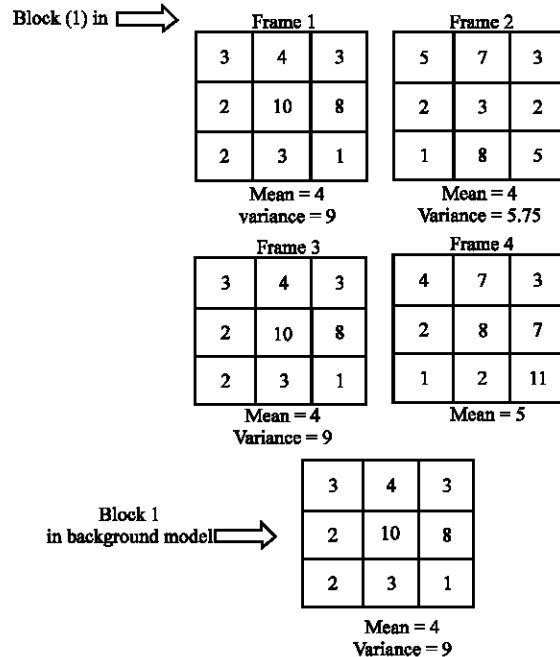 Block (1) in
Frame 1 Frame 2
3 4 3 5 7 3
2 10 8 2 3 2
2 3 1 1 8 5
Mean = 4 Mean = 4
variance = 9 Variance = 5.75
Frame 3 Frame 4
3 4 3 4 7 3
2 10 8 2 8 7
2 3 1 1 2 11
Mean = 4 Mean = 5
Variance = 9
3 4 3
Block 1
in background model
2 10 8
2 3 1
Mean = 4
Variance = 9